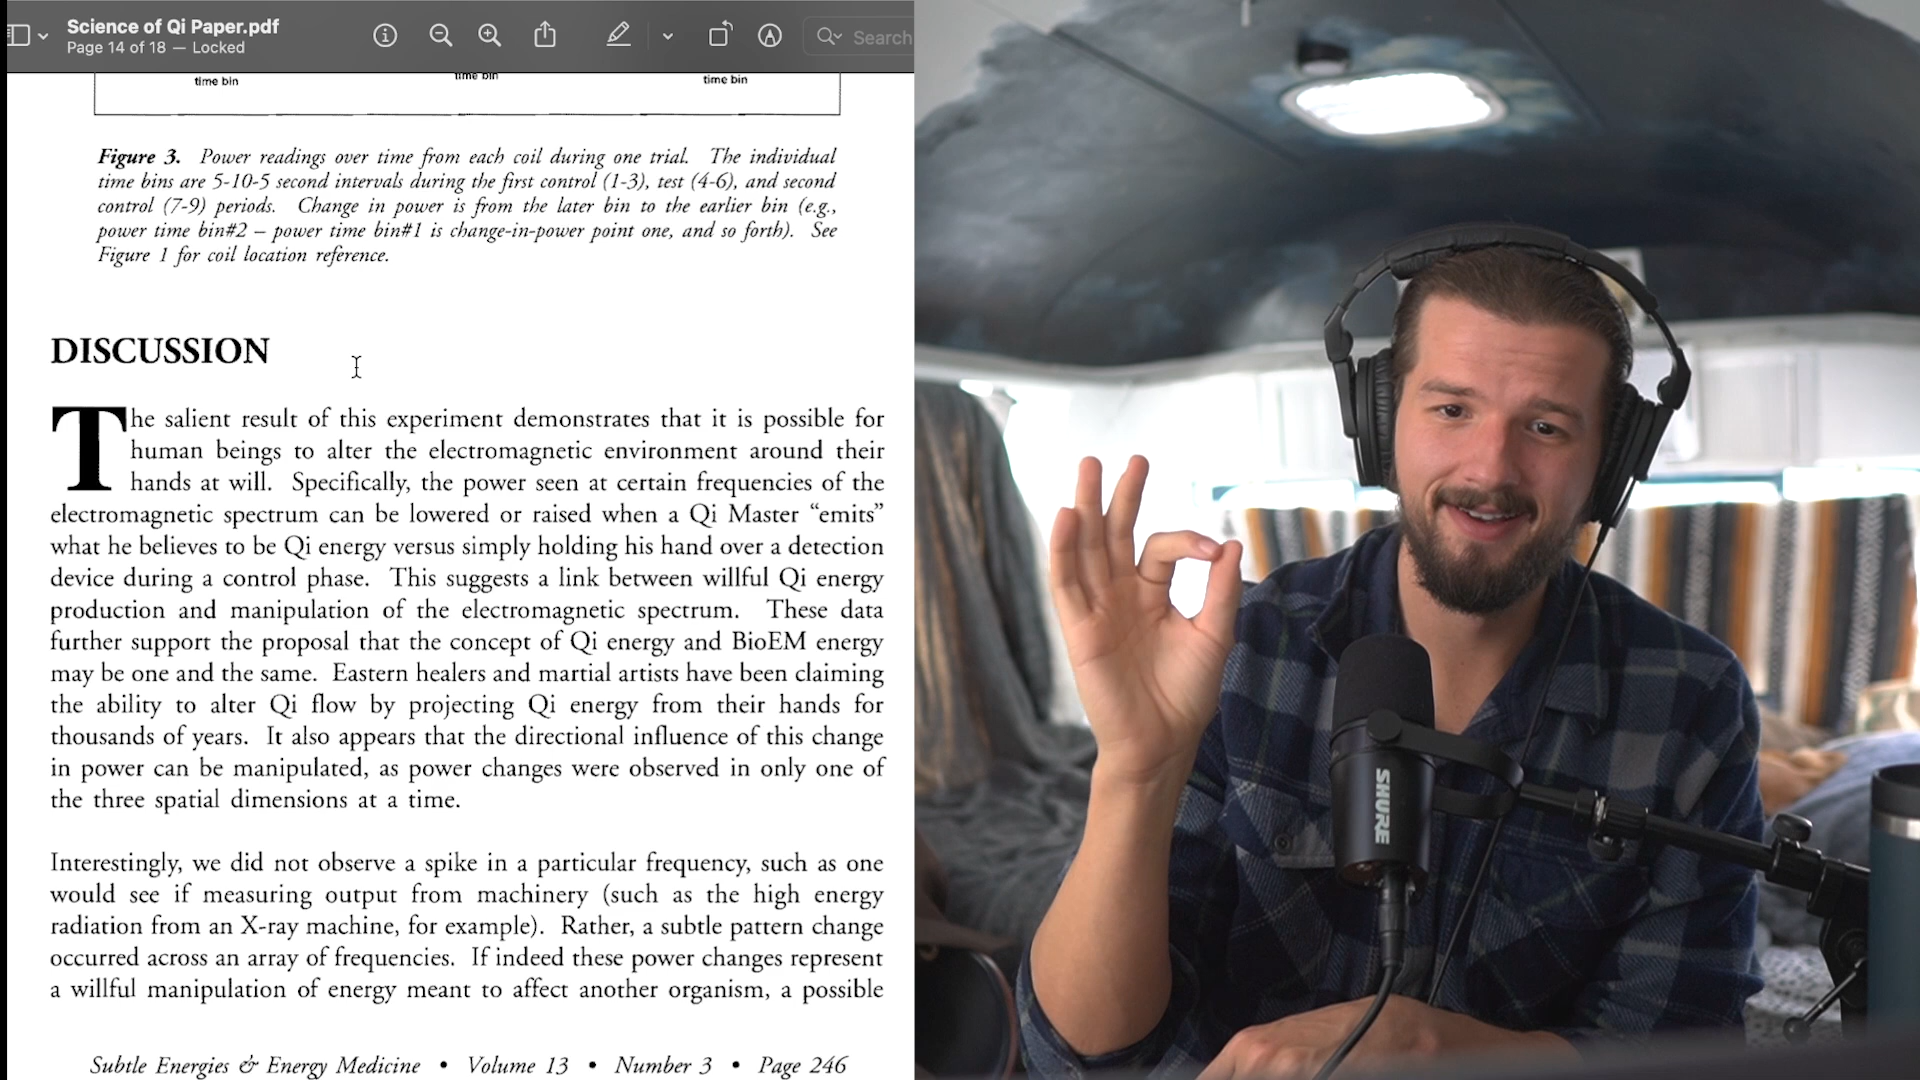 Science of Qi Paper.pdf
Page 14 of 18 — Locked
Search
time bin
time bin
time bin
Figure 3. Power readings over time from each coil during one trial. The individual
time bins are 5-10-5 second intervals during the first control (1-3), test (4-6), and second
control (7-9) periods. Change in power is from the later bin to the earlier bin (e.g.,
power time bin#2 – power time bin#1 is change-in-power point one, and so forth). See
Figure 1 for coil location reference.
DISCUSSION
The salient result of this experiment demonstrates that it is possible for
human beings to alter the electromagnetic environment around their
hands at will. Specifically, the power seen at certain frequencies of the
electromagnetic spectrum can be lowered or raised when a Qi Master “emits”
what he believes to be Qi energy versus simply holding his hand over a detection
device during a control phase. This suggests a link between willful Qi energy
production and manipulation of the electromagnetic spectrum. These data
further support the proposal that the concept of Qi energy and BioEM energy
may be one and the same. Eastern healers and martial artists have been claiming
the ability to alter Qi flow by projecting Qi energy from their hands for
thousands of years. It also appears that the directional influence of this change
in power can be manipulated, as power changes were observed in only one of
the three spatial dimensions at a time.
Interestingly, we did not observe a spike in a particular frequency, such as one
would see if measuring output from machinery (such as the high energy
radiation from an X-ray machine, for example). Rather, a subtle pattern change
occurred across an array of frequencies. If indeed these power changes represent
a willful manipulation of energy meant to affect another organism, a possible
Subtle Energies & Energy Medicine • Volume 13 • Number 3 • Page 246
SHURE